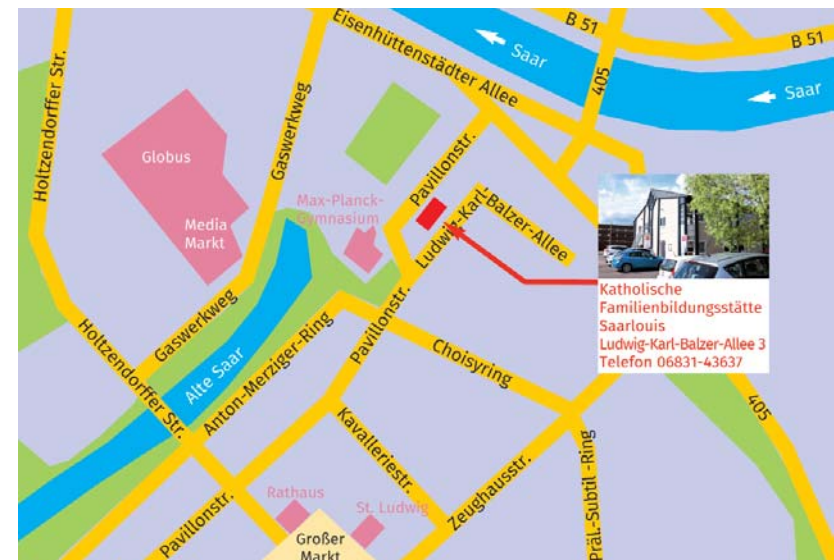 B 51
B 51
Eisenhüttenstädter Allee
Saar
405
Saar
Holtzendorffer Str.
Gaswerkweg
Globus
Pavillonstr.
Max-Planck-
Gymnasium
Media
Markt
Ludwik-Karl-
Balzer-Allee
Katholische
Familienbildungsstätte
Saarlouis
Ludwig-Karl-Balzer-Allee 3
Telefon 06831-43637
Gaswerkweg
Pavillonstr.
Holtzendorffer Str.
Alte Saar
Anton-Merziger-Ring
Choisyring
405
Kavalleriestr.
Zeughausstr.
Präl.-Subtil -Ring
Pavillonstr.
Rathaus
St. Ludwig
Großer
Markt